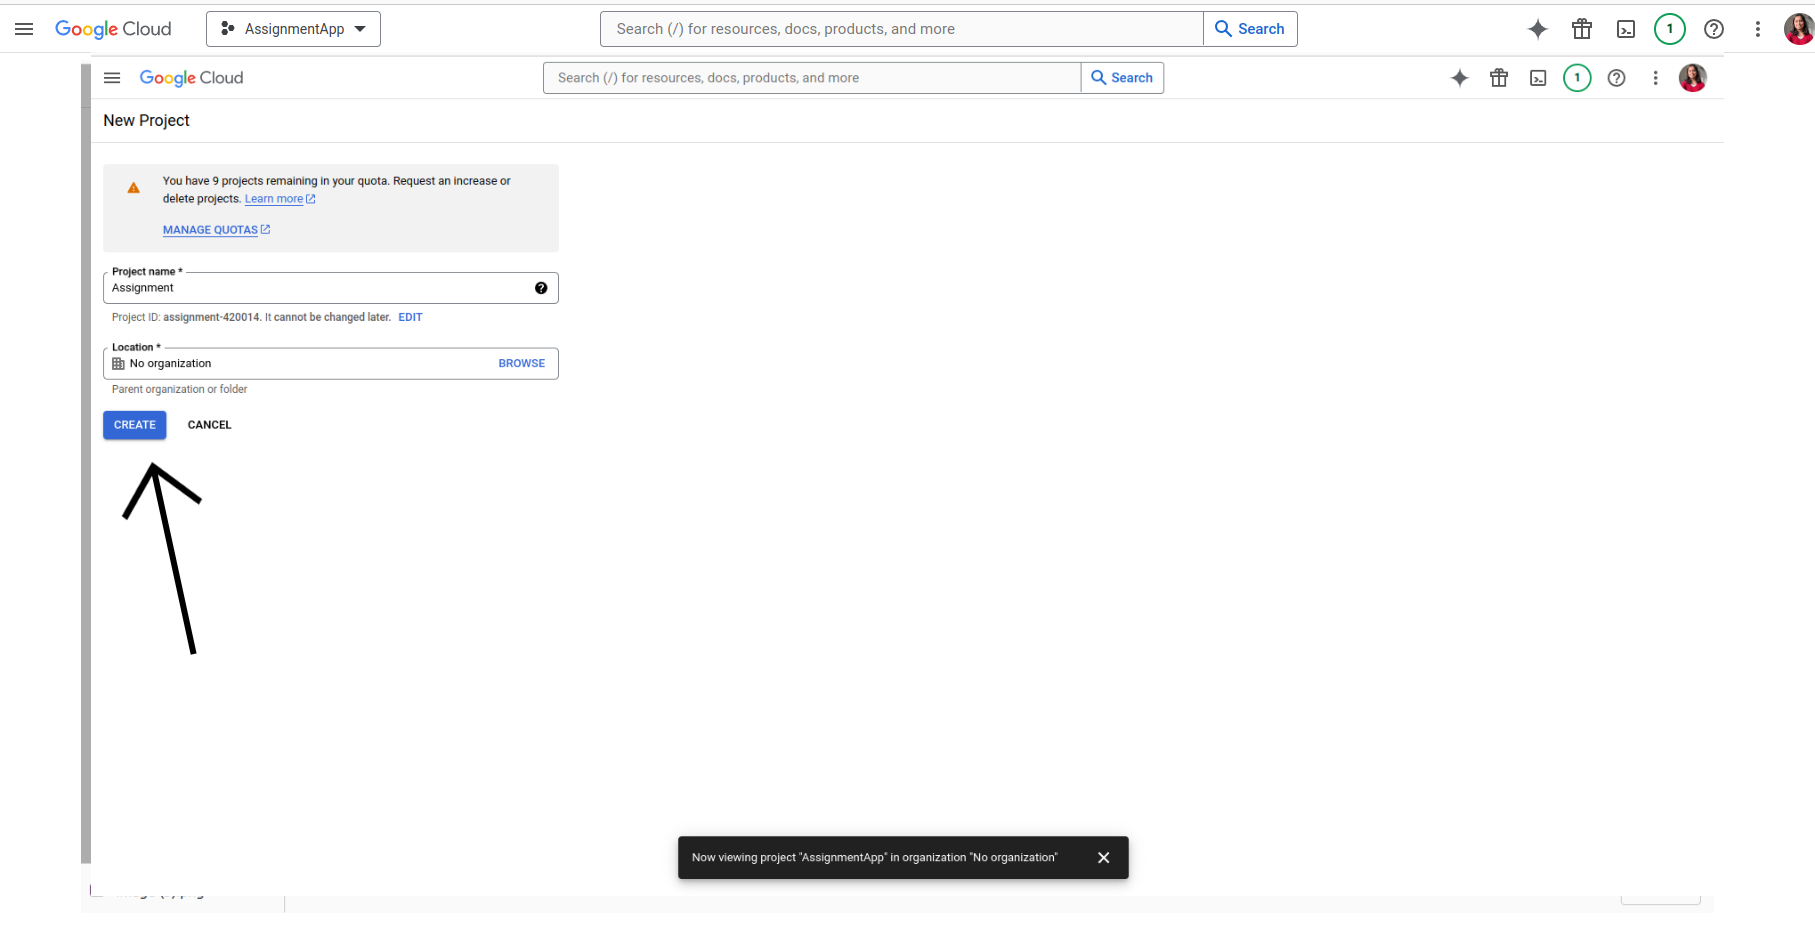 Google Cloud AssignmentApp Search (/) for resources, docs, products, and more Search 1
Google Cloud Search (/) for resources, docs, products, and more Search 1
New Project
You have 9 projects remaining in your quota. Request an increase or
delete projects. Learn more
MANAGE QUOTAS
Project name *
Assignment
Project ID: assignment-420014. It cannot be changed later. EDIT
Location *
No organization BROWSE
Parent organization or folder
CREATE CANCEL
Now viewing project "AssignmentApp" in organization "No organization"